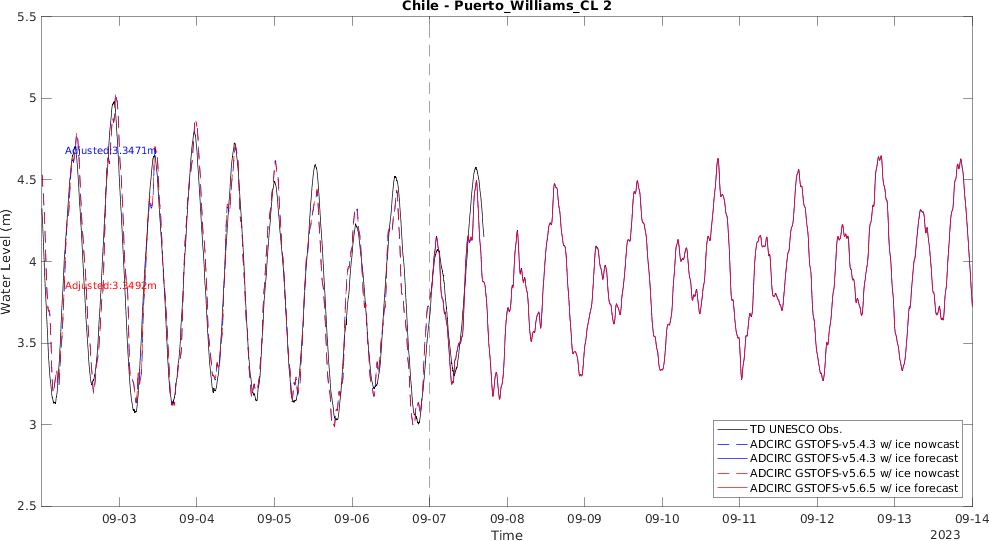 Chile - Puerto_Williams_CL 2
5.5
5
4.5
4
3.5
3
2.5
Water Level (m)
Adjusted:3.3471m
Adjusted:3.3492m
TD UNESCO Obs.
ADCIRC GSTOFS-v5.4.3 w/ ice nowcast
ADCIRC GSTOFS-v5.4.3 w/ ice forecast
ADCIRC GSTOFS-v5.6.5 w/ ice nowcast
ADCIRC GSTOFS-v5.6.5 w/ ice forecast
09-03 09-04 09-05 09-06 09-07 09-08 09-09 09-10 09-11 09-12 09-13 09-14
Time
2023